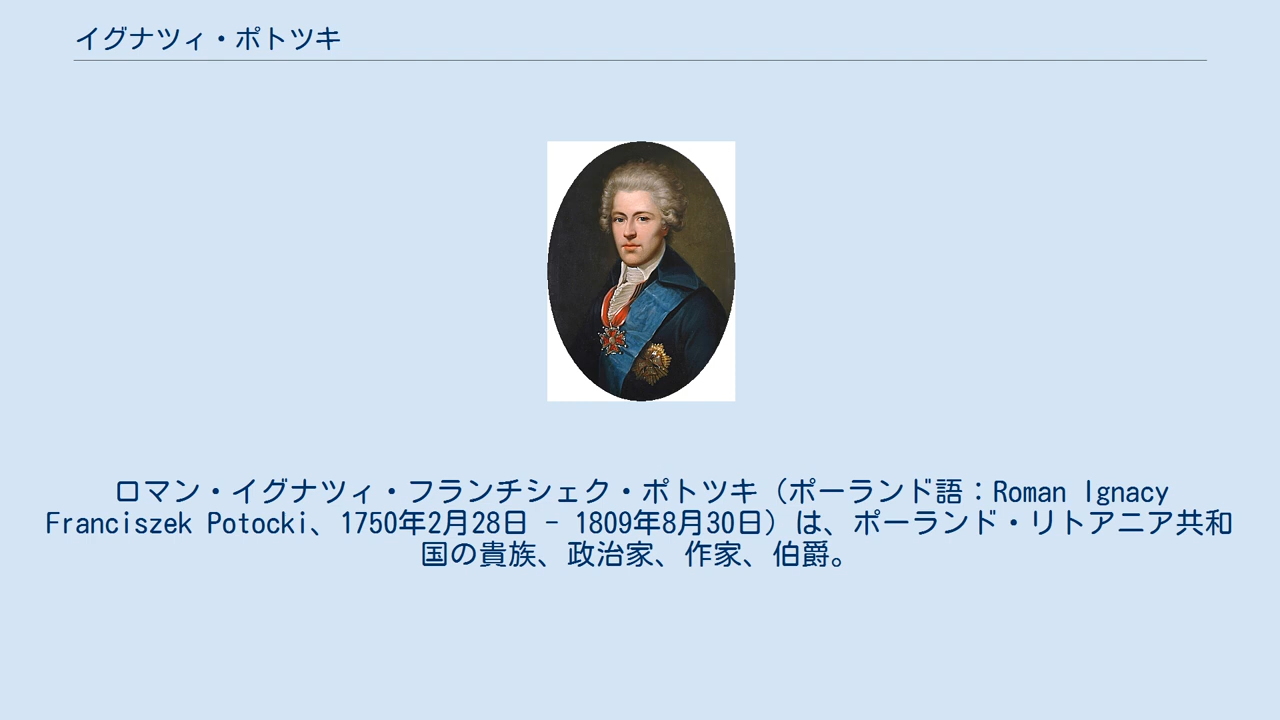 イグナツィ・ポトツキ
ロマン・イグナツィ・フランチシェク・ポトツキ（ポーランド語：Roman Ignacy
Franciszek Potocki、1750年2月28日 - 1809年8月30日）は、ポーランド・リトアニア共和
国の貴族、政治家、作家、伯爵。